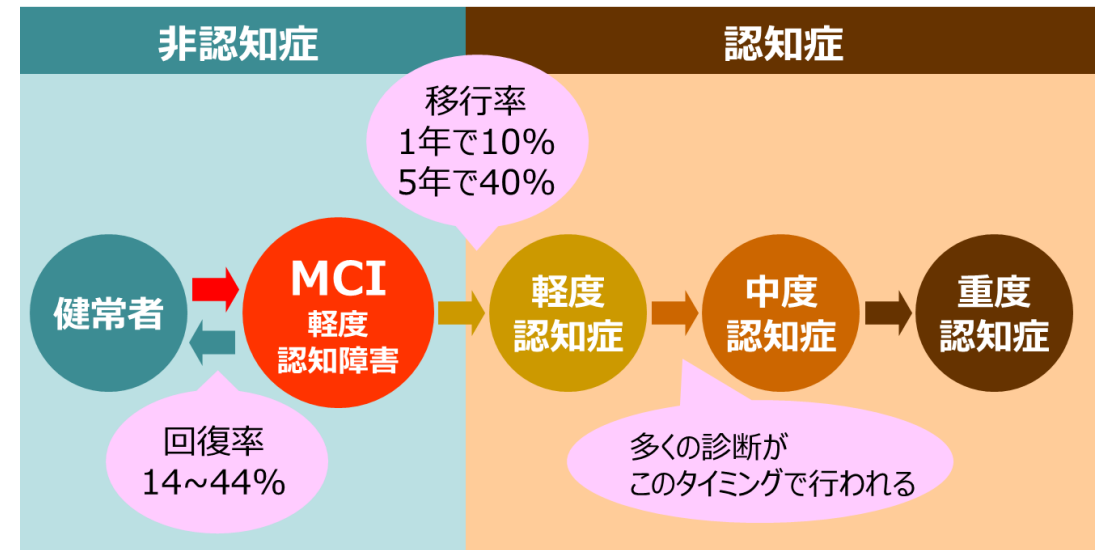 非認知症
認知症
移行率
1年で10%
5年で40%
健常者
MCI
軽度
認知障害
軽度
認知症
中度
認知症
重度
認知症
回復率
14~44%
多くの診断が
このタイミングで行われる